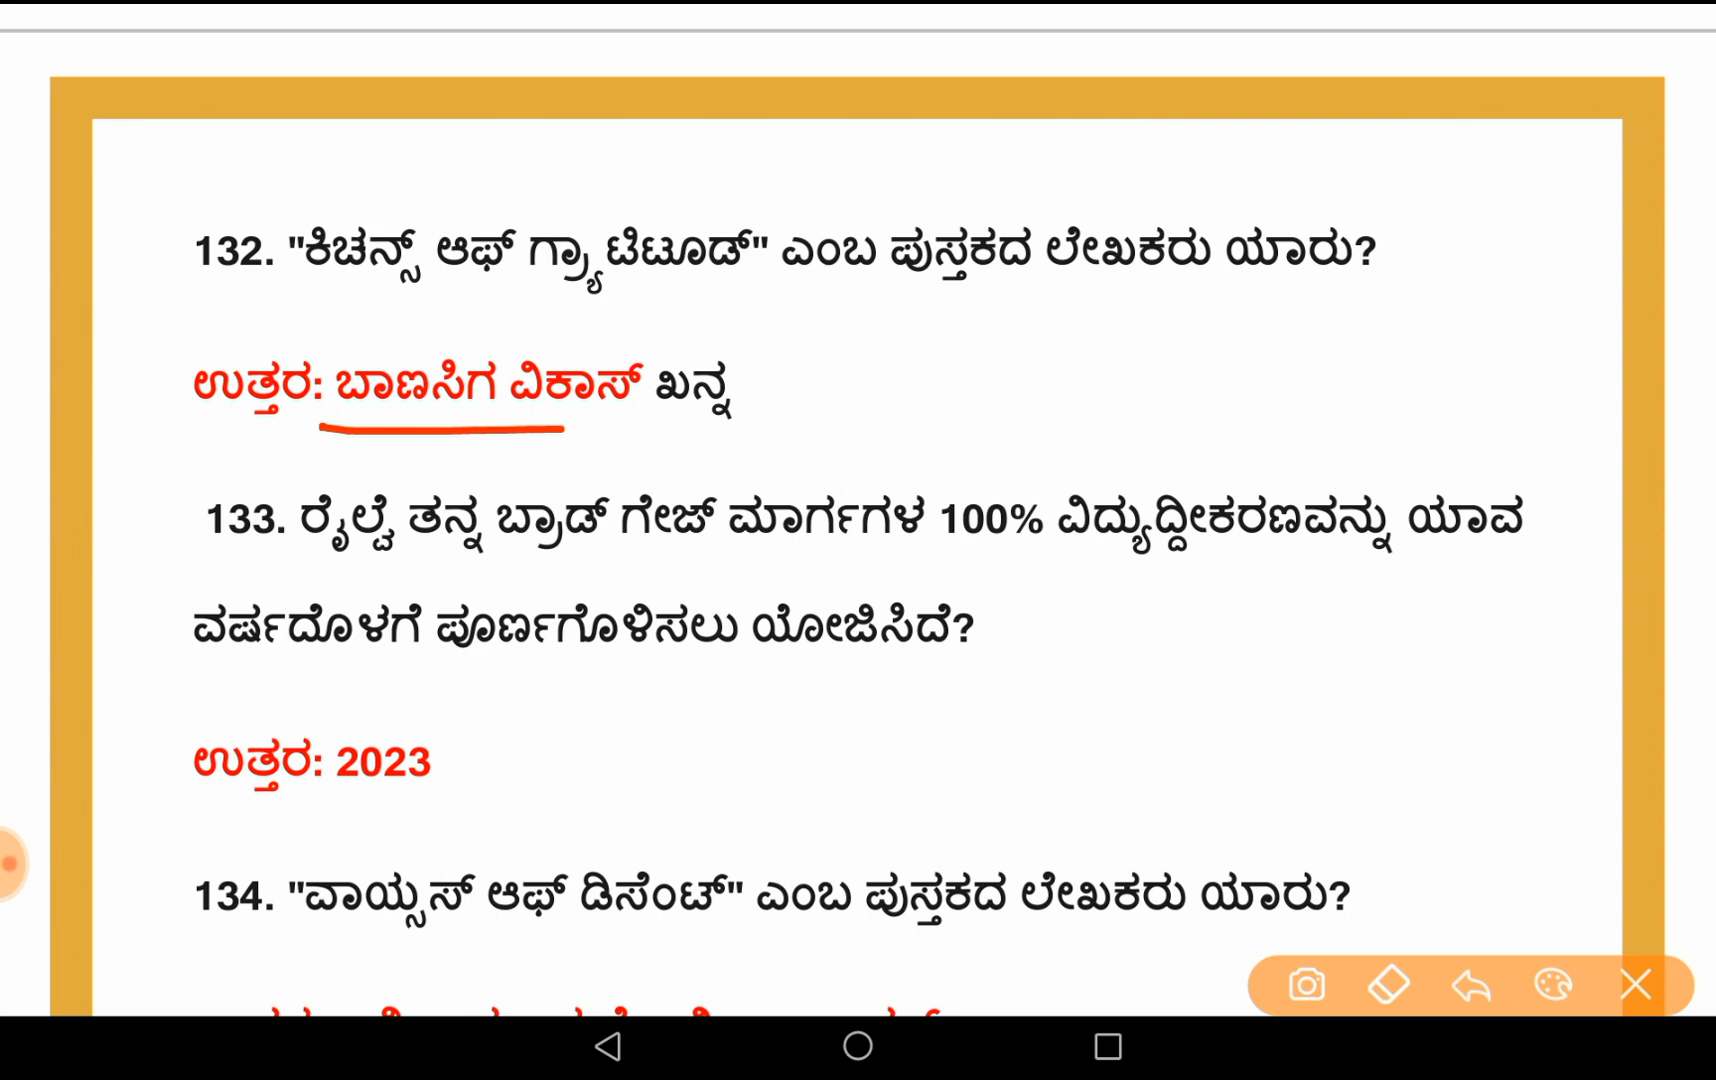 132. "ಕಿಚನ್ಸ್ ಆಫ್ ಗ್ರ್ಯಾಟಿಟೂಡ್" ಎಂಬ ಪುಸ್ತಕದ ಲೇಖಕರು ಯಾರು?
ಉತ್ತರ: ಬಾಣಸಿಗ ವಿಕಾಸ್ ಖನ್ನ
133. ರೈಲ್ವೆ ತನ್ನ ಬ್ರಾಡ್ ಗೇಜ್ ಮಾರ್ಗಗಳ 100% ವಿದ್ಯುದ್ದೀಕರಣವನ್ನು ಯಾವ
ವರ್ಷದೊಳಗೆ ಪೂರ್ಣಗೊಳಿಸಲು ಯೋಜಿಸಿದೆ?
ಉತ್ತರ: 2023
134. "ವಾಯ್ಸಸ್ ಆಫ್ ಡಿಸೆಂಟ್" ಎಂಬ ಪುಸ್ತಕದ ಲೇಖಕರು ಯಾರು?